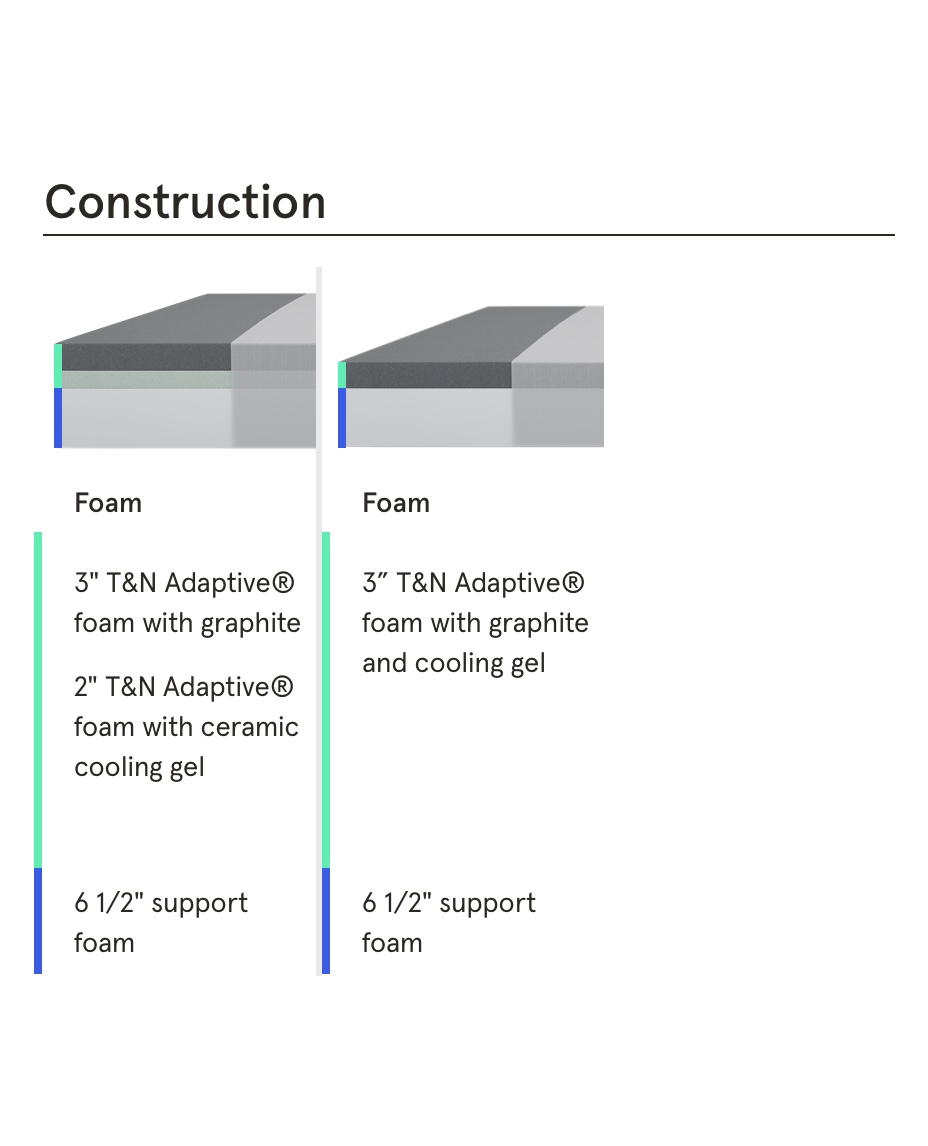 Construction
Foam
3" T&N Adaptive®
foam with graphite
2" T&N Adaptive®
foam with ceramic
cooling gel
6 1/2" support
foam
Foam
3″ T&N Adaptive®
foam with graphite
and cooling gel
6 1/2" support
foam